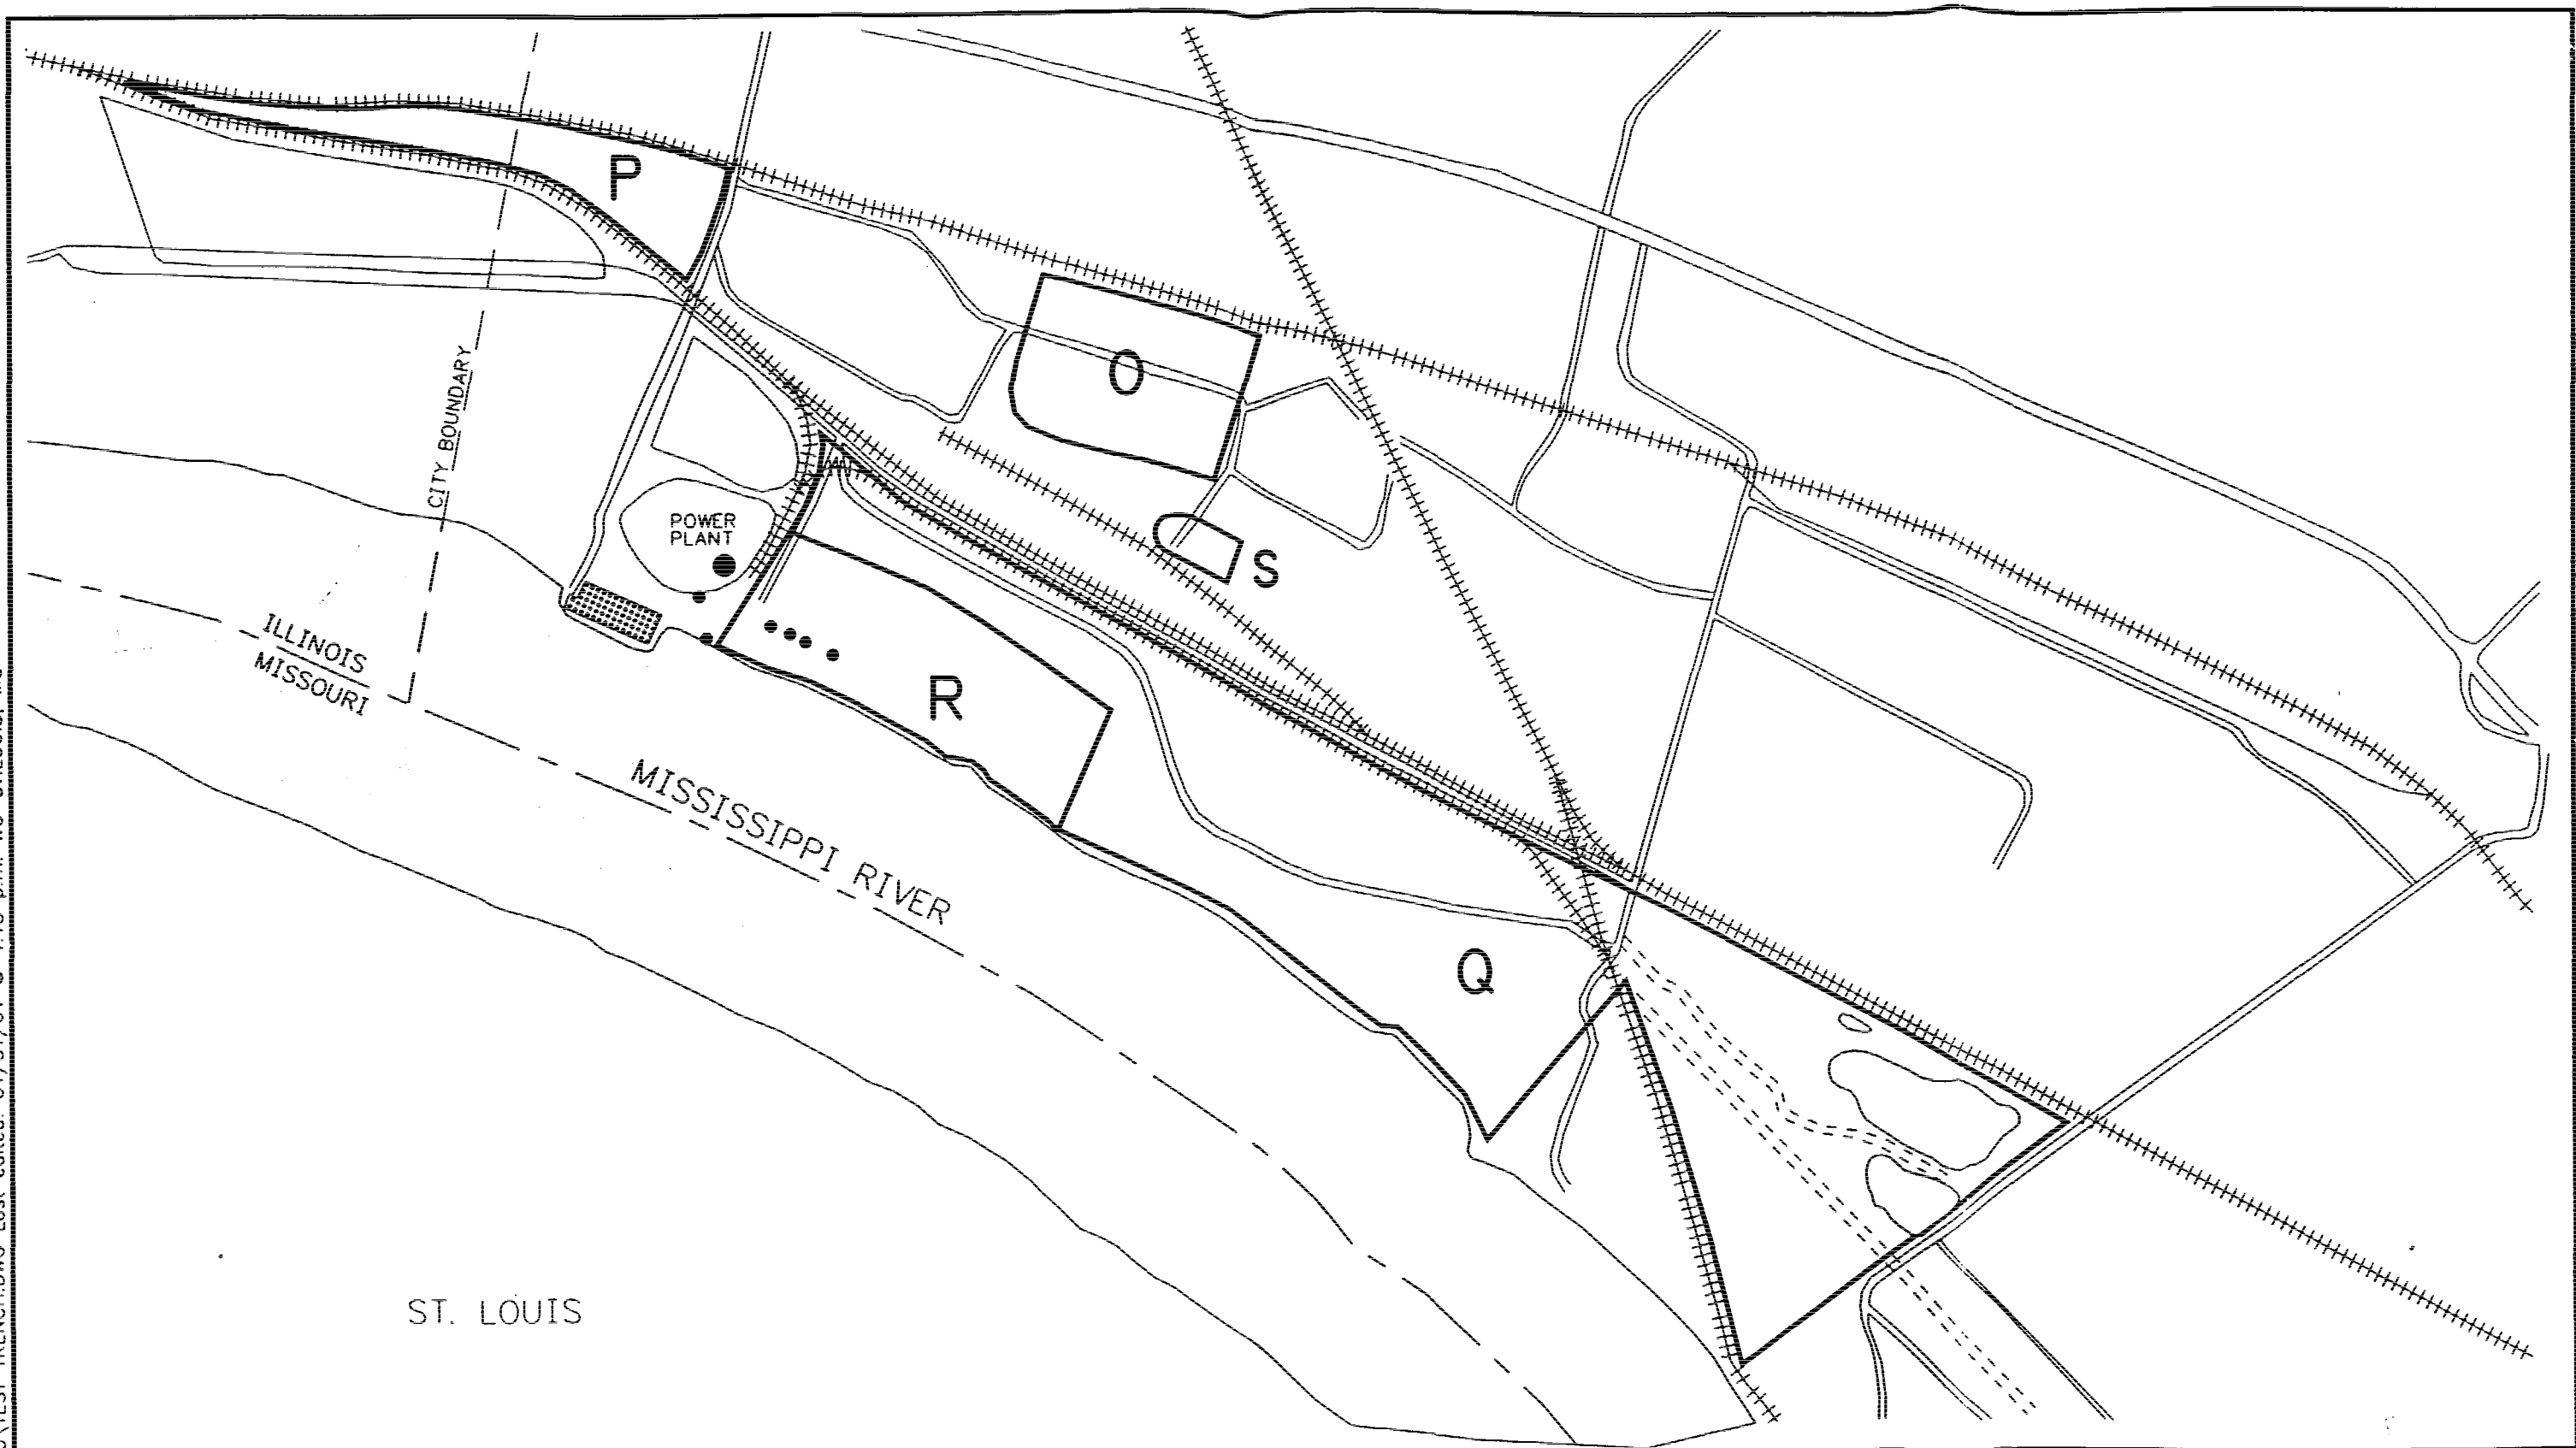 P
O
CITY BOUNDARY
POWER
PLANT
S
ILLINOIS
MISSOURI
R
MISSISSIPPI RIVER
Q
ST. LOUIS